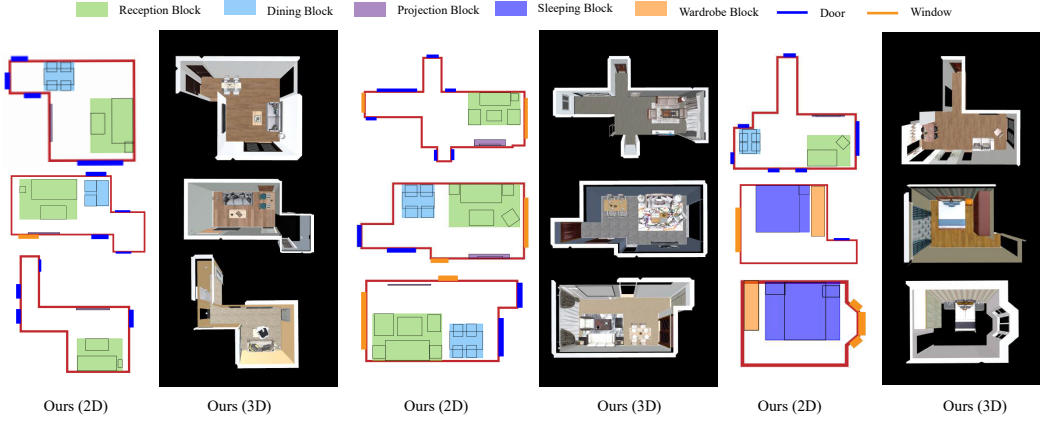 Reception Block Dining Block Projection Block Sleeping Block Wardrobe Block Door Window
Ours (2D) Ours (3D) Ours (2D) Ours (3D) Ours (2D) Ours (3D)